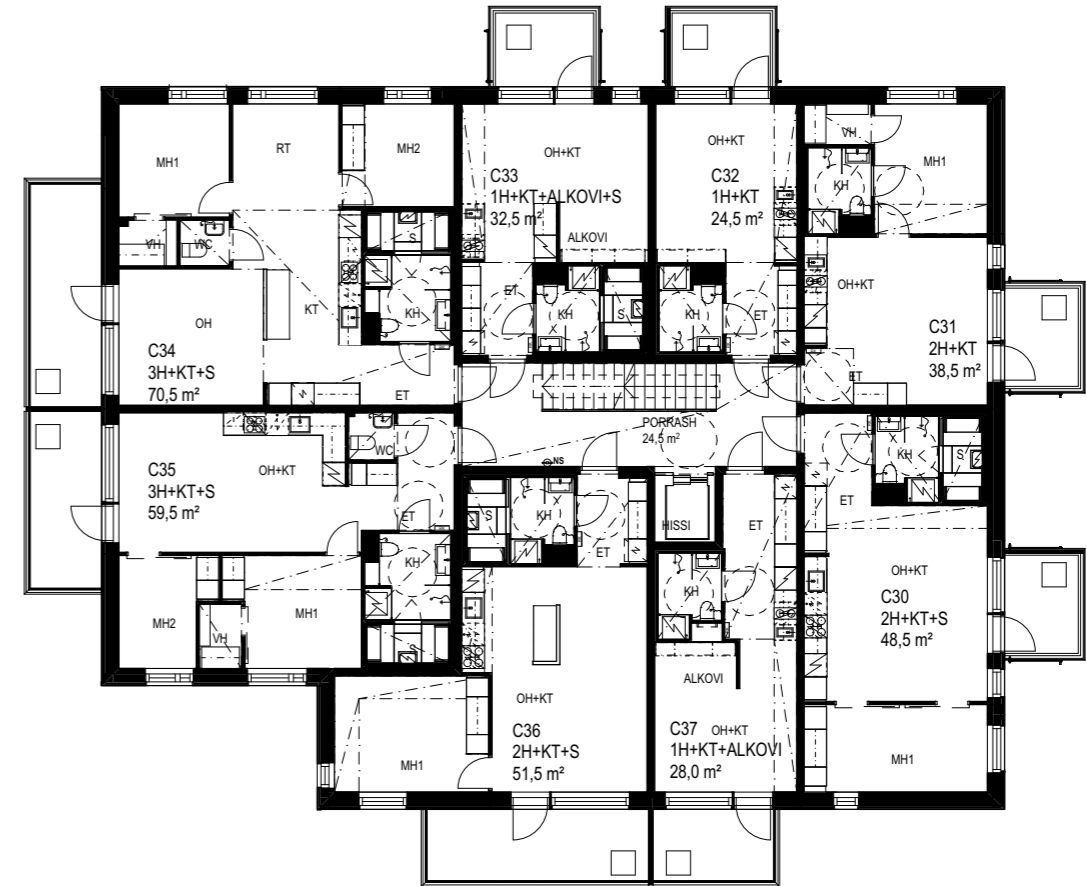 MH1
RT
MH2
VH
WC
S
KH
KT
OH
ET
C34
3H+KT+S
70,5 m²
OH+KT
C33
1H+KT+ALKOVI+S
32,5 m²
ALKOVI
ET
KH
S
OH+KT
C32
1H+KT
24,5 m²
KH
ET
VH
MH1
KH
OH+KT
C31
2H+KT
38,5 m²
ET
PORRASH
24,5 m²
NS
HISSI
C35
3H+KT+S
59,5 m²
OH+KT
WC
ET
KH
S
MH2
VH
MH1
S
KH
ET
OH+KT
C36
2H+KT+S
51,5 m²
MH1
ET
KH
ALKOVI
C37
OH+KT
1H+KT+ALKOVI
28,0 m²
KH
S
ET
OH+KT
C30
2H+KT+S
48,5 m²
MH1